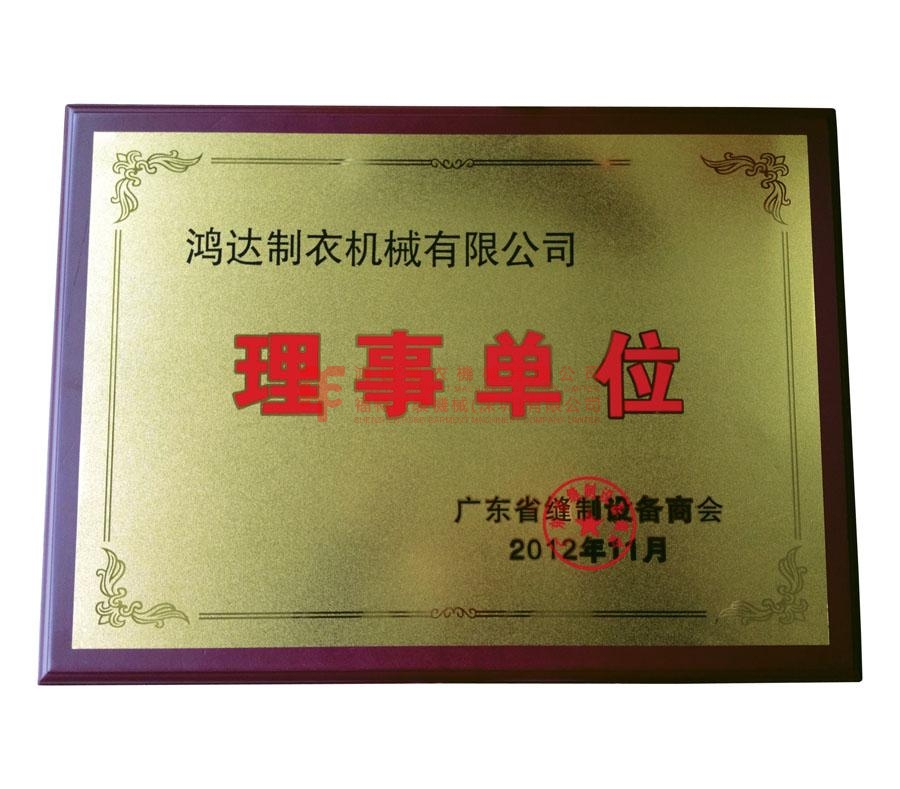 鸿达制衣机械有限公司
理事单位
广东省缝制设备商会
2012年11月